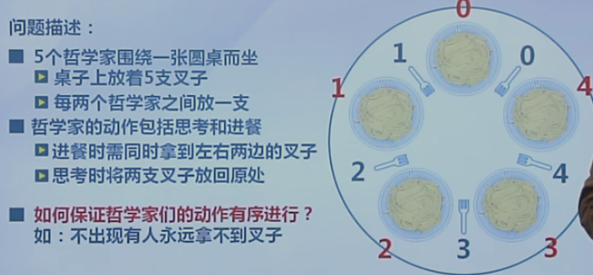 问题描述：
5个哲学家围绕一张圆桌而坐
桌子上放着5支叉子
每两个哲学家之间放一支
哲学家的动作包括思考和进餐
进餐时需同时拿到左右两边的叉子
思考时将两支叉子放回原处
如何保证哲学家们的动作有序进行？
如：不出现有人永远拿不到叉子
0
1
0
1
4
2
4
2
3
3